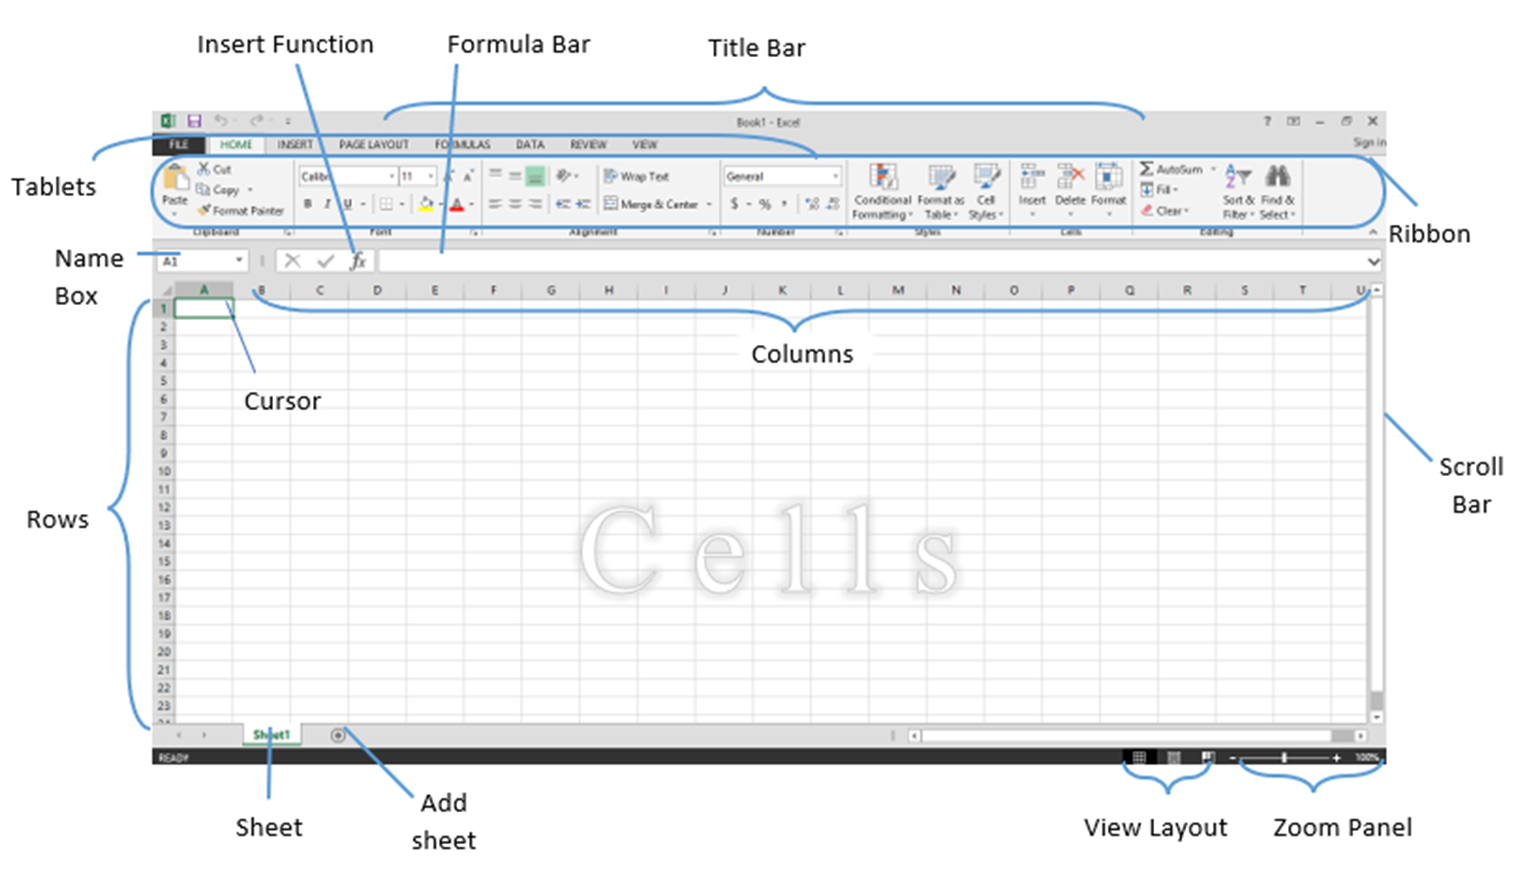 Insert Function
Formula Bar
Title Bar
Book1 - Excel
?
FILE HOME INSERT PAGE LAYOUT FORMULAS DATA REVIEW VIEW
Sign in
Tablets
Paste
Cut
Copy
Format Painter
Clipboard
Calibri 11
A A
B I U A
Font
Wrap Text
Merge & Center
Alignment
General
$ % ,
Number
Conditional
Formatting
Format as
Table
Cell
Styles
Styles
Insert
Delete
Format
Cells
AutoSum
Fill
Clear
Sort &
Filter
Find &
Select
Editing
Ribbon
Name
Box
A1
fx
A B C D E F G H I J K L M N O P Q R S T U
Columns
Cursor
1
2
3
4
5
6
7
8
9
10
11
12
13
14
15
16
17
18
19
20
21
22
23
24
Rows
Cells
Scroll
Bar
Sheet1
READY
100%
Sheet
Add
sheet
View Layout
Zoom Panel